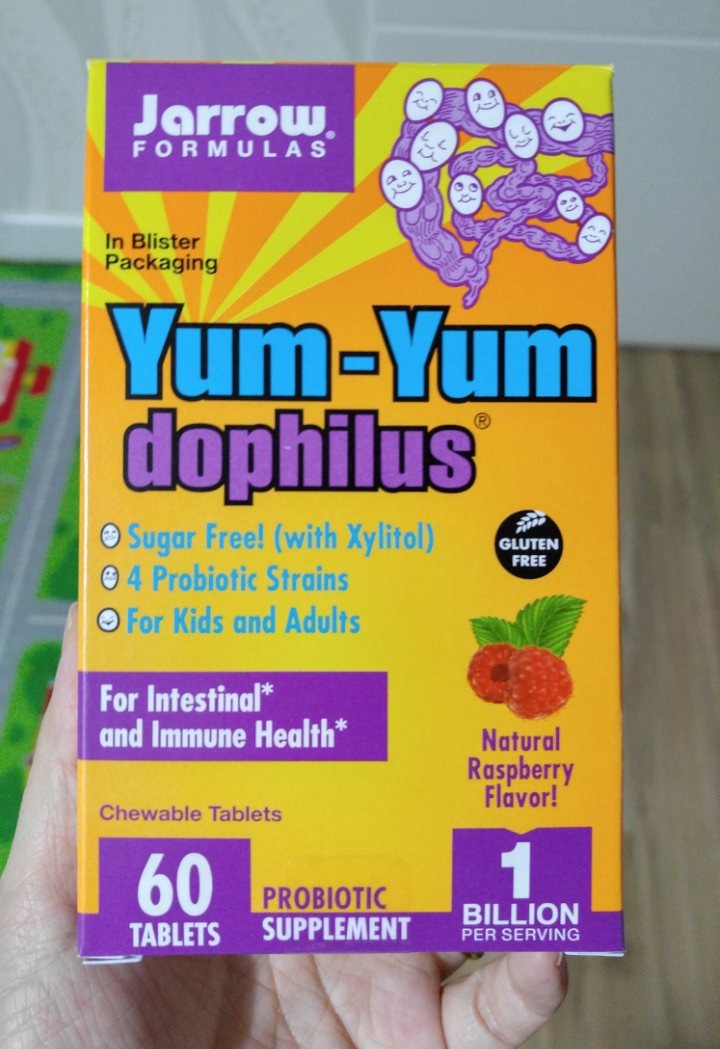 Jarrow®
FORMULAS
In Blister
Packaging
Yum-Yum
dophilus®
Sugar Free! (with Xylitol)
4 Probiotic Strains
For Kids and Adults
GLUTEN
FREE
For Intestinal*
and Immune Health*
Natural
Raspberry
Flavor!
Chewable Tablets
60
TABLETS
PROBIOTIC
SUPPLEMENT
1
BILLION
PER SERVING